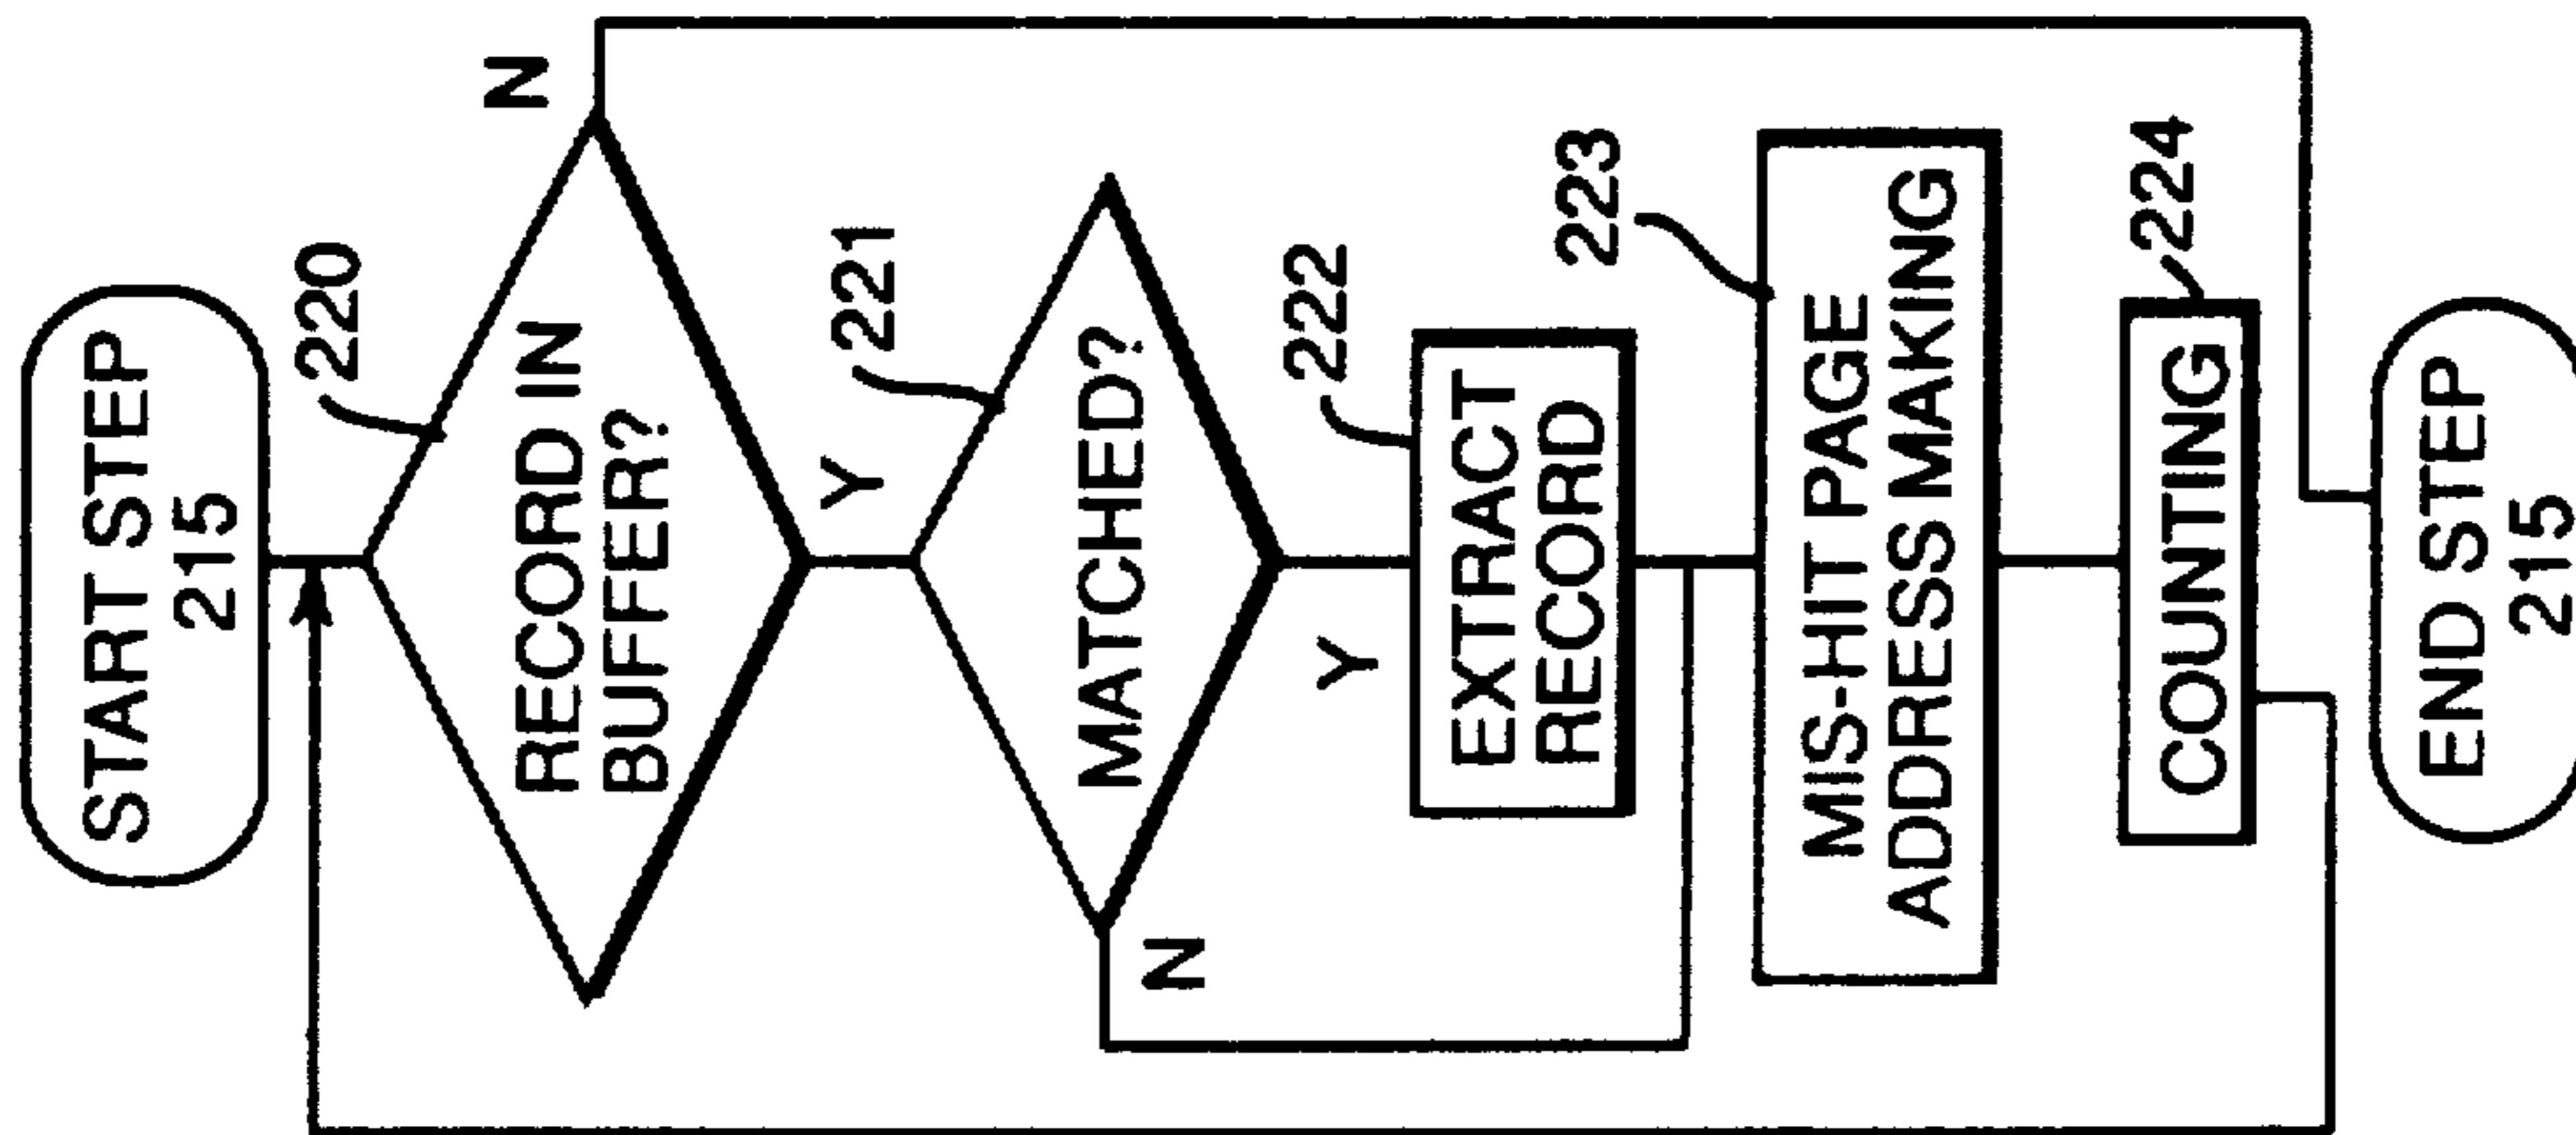 START STEP
215
220
N
RECORD IN
BUFFER?
Y
221
MATCHED?
N
Y
222
EXTRACT
RECORD
223
MIS-HIT PAGE
ADDRESS MAKING
224
COUNTING
END STEP
215